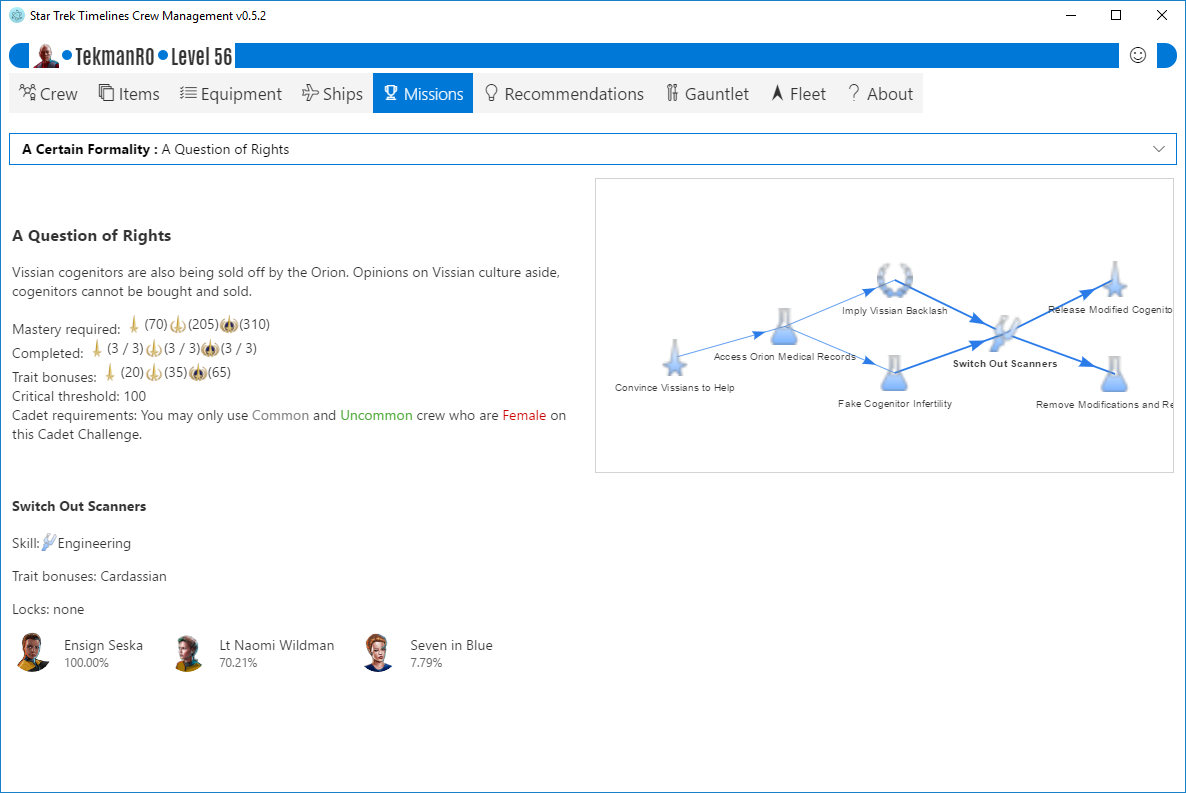 Star Trek Timelines Crew Management v0.5.2
TekmanRO Level 56
Crew Items Equipment Ships Missions Recommendations Gauntlet Fleet About
A Certain Formality : A Question of Rights
A Question of Rights
Vissian cogenitors are also being sold off by the Orion. Opinions on Vissian culture aside,
cogenitors cannot be bought and sold.
Mastery required: (70) (205) (310)
Completed: (3 / 3) (3 / 3) (3 / 3)
Trait bonuses: (20) (35) (65)
Critical threshold: 100
Cadet requirements: You may only use Common and Uncommon crew who are Female on
this Cadet Challenge.
Convince Vissians to Help
Access Orion Medical Records
Imply Vissian Backlash
Fake Cogenitor Infertility
Switch Out Scanners
Release Modified Cogenito
Remove Modifications and Re
Switch Out Scanners
Skill: Engineering
Trait bonuses: Cardassian
Locks: none
Ensign Seska
100.00%
Lt Naomi Wildman
70.21%
Seven in Blue
7.79%